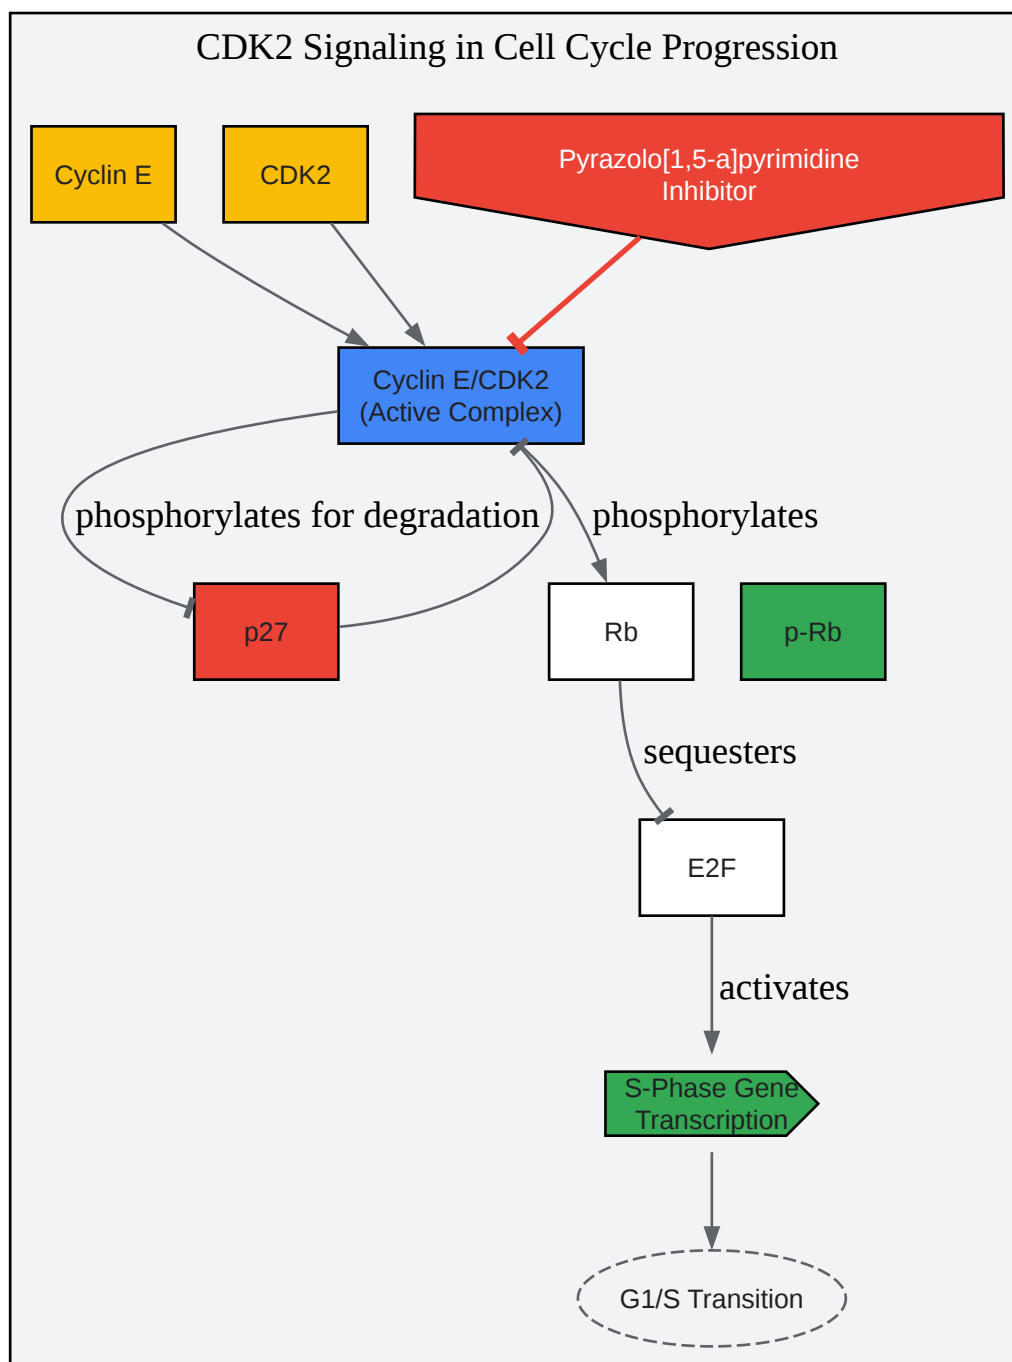 CDK2 Signaling in Cell Cycle Progression
Cyclin E
CDK2
Pyrazolo[1,5-a]pyrimidine
Inhibitor
Cyclin E/CDK2
(Active Complex)
phosphorylates for degradation
phosphorylates
p27
Rb
p-Rb
sequesters
E2F
activates
S-Phase Gene
Transcription
G1/S Transition